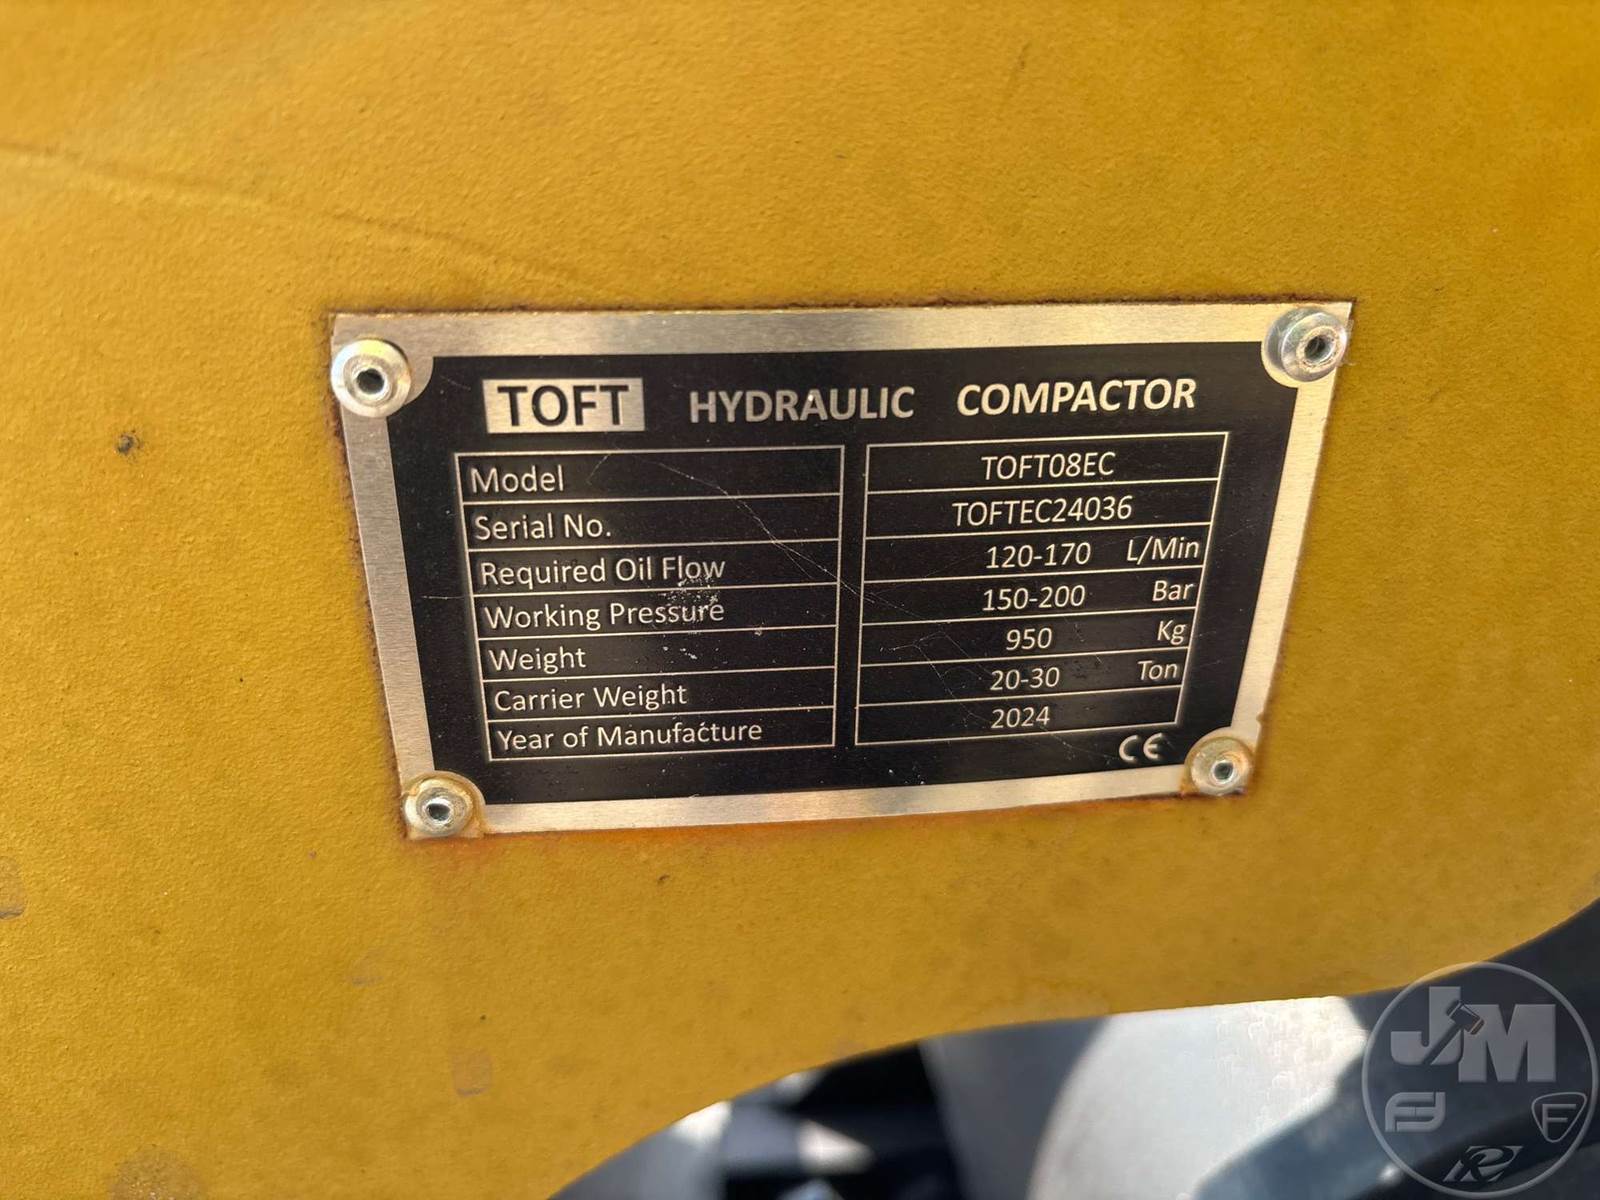 TOFT HYDRAULIC COMPACTOR
Model TOFT08EC
Serial No. TOFTEC24036
Required Oil Flow 120-170 L/Min
Working Pressure 150-200 Bar
Weight 950 Kg
Carrier Weight 20-30 Ton
Year of Manufacture 2024
CE
JM
F